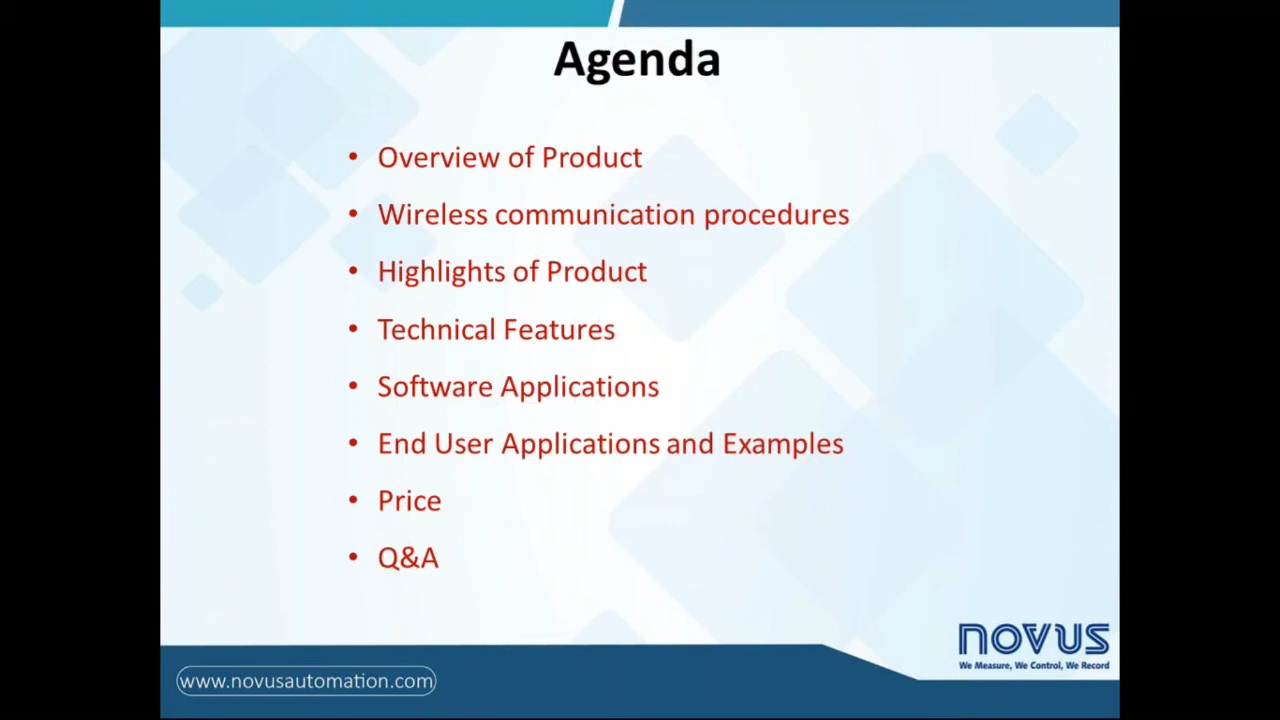 Agenda
• Overview of Product
• Wireless communication procedures
• Highlights of Product
• Technical Features
• Software Applications
• End User Applications and Examples
• Price
• Q&A
novus
We Measure, We Control, We Record
www.novusautomation.com